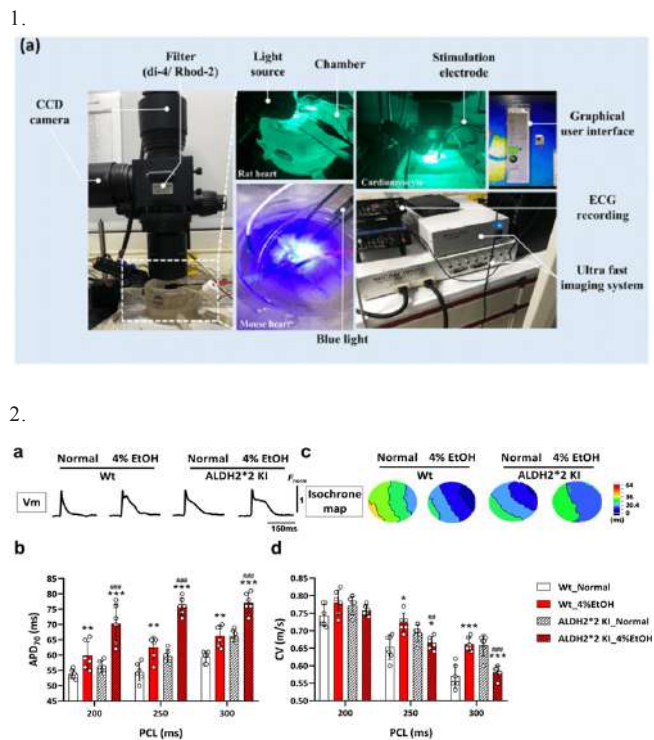 1.
(a)
Filter
(di-4/ Rhod-2)
Light
source
Chamber
Stimulation
electrode
CCD
camera
Graphical
user interface
Rat heart
Cardiomyocyte
ECG
recording
Ultra fast
imaging system
Mouse heart
Blue light
2.
a
Normal 4% EtOH
Wt
Normal 4% EtOH
ALDH2*2 KI
Vm
1
150ms
c
Normal 4% EtOH
Wt
Normal 4% EtOH
ALDH2*2 KI
Isochrone
map
64
36
20.4
0
(ms)
b
APD70 (ms)
90
85
80
75
70
65
60
55
50
45
** ### ***
** ### ***
** ### ***
200 250 300
PCL (ms)
d
CV (m/s)
0.85
0.80
0.75
0.70
0.65
0.60
0.55
0.50
* ## *
*** ### ***
200 250 300
PCL (ms)
Wt_Normal
Wt_4%EtOH
ALDH2*2 KI_Normal
ALDH2*2 KI_4%EtOH